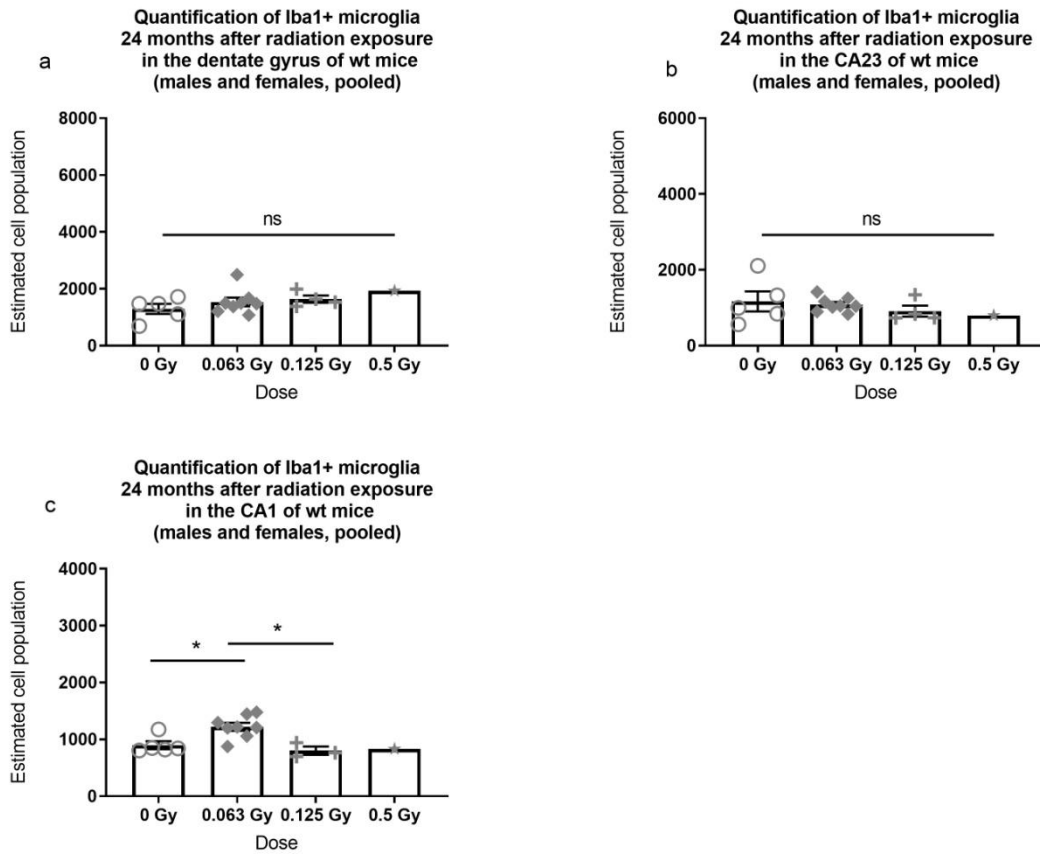 a
Quantification of Iba1+ microglia
24 months after radiation exposure
in the dentate gyrus of wt mice
(males and females, pooled)
Estimated cell population
8000
6000
4000
2000
0
ns
0 Gy 0.063 Gy 0.125 Gy 0.5 Gy
Dose
b
Quantification of Iba1+ microglia
24 months after radiation exposure
in the CA23 of wt mice
(males and females, pooled)
Estimated cell population
6000
4000
2000
0
ns
0 Gy 0.063 Gy 0.125 Gy 0.5 Gy
Dose
c
Quantification of Iba1+ microglia
24 months after radiation exposure
in the CA1 of wt mice
(males and females, pooled)
Estimated cell population
4000
3000
2000
1000
0
*
*
0 Gy 0.063 Gy 0.125 Gy 0.5 Gy
Dose